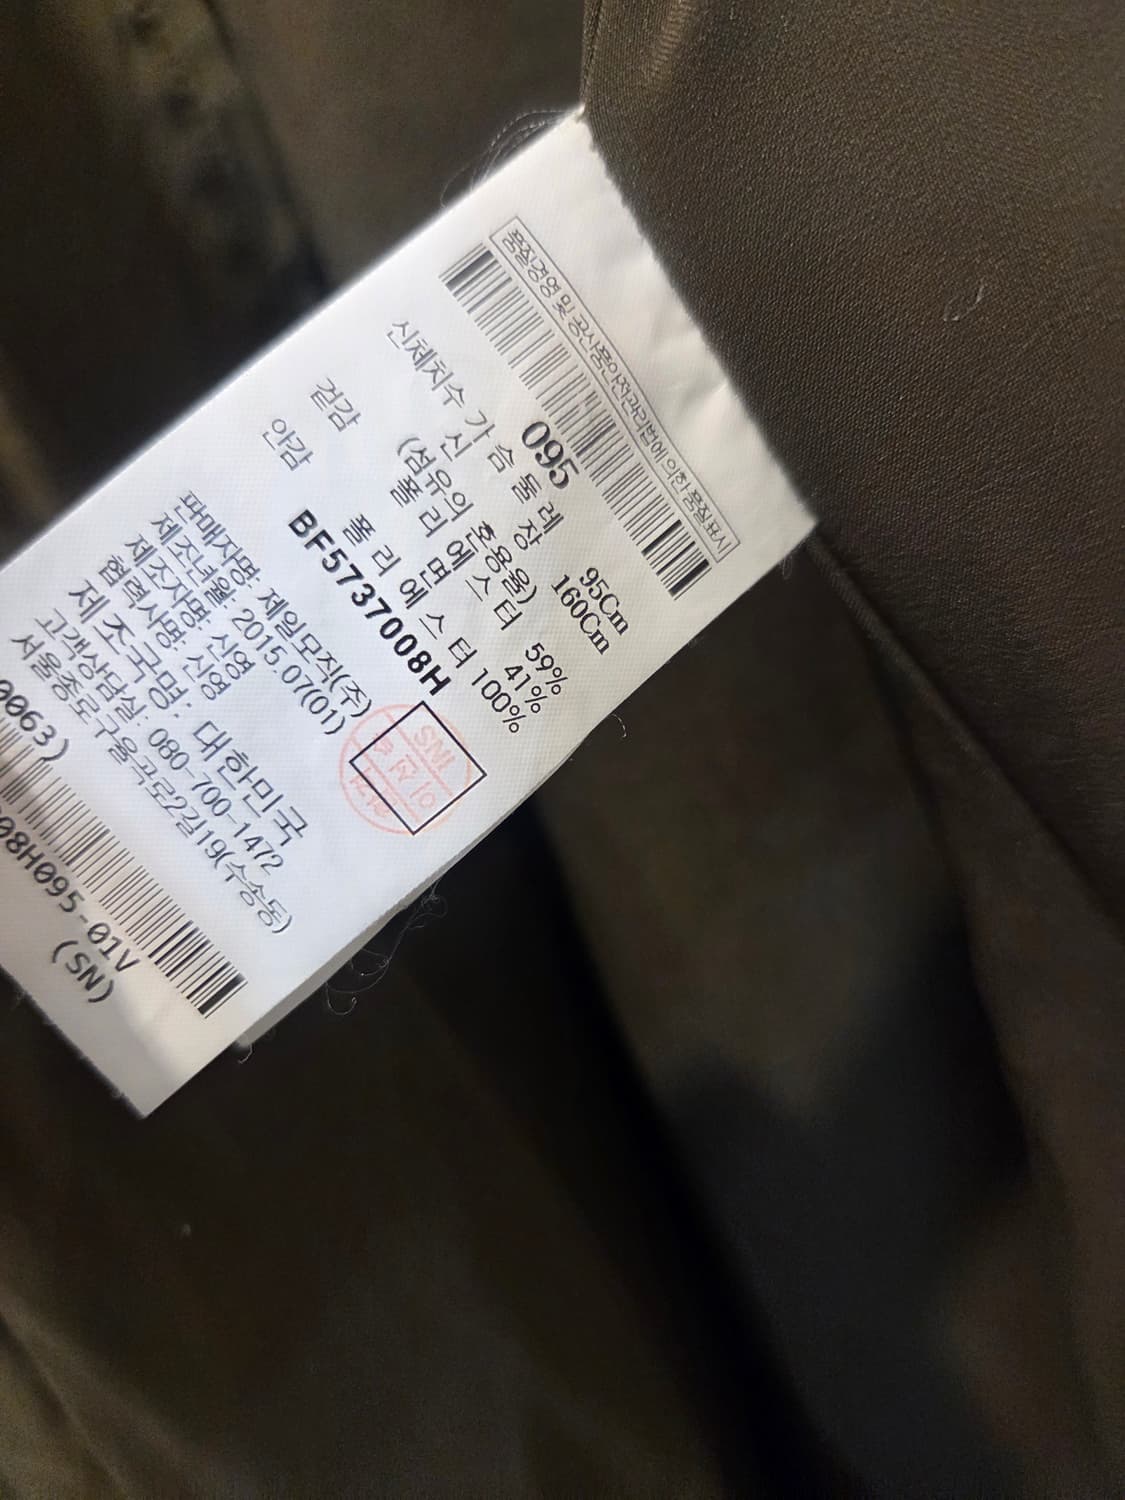 품질경영 및 공산품안전관리법에 의한 품질표시
095
신체치수 가 슴 둘 레 95Cm
신 장 160Cm
(섬유의 혼용율)
겉감 폴 리 에 스 터 59%
면 41%
안감 폴 리 에 스 터 100%
BF5737008H
판매자명: 제일모직(주)
제조년월: 2015.07(01)
제조자명: 신영
협력사명: 신영
제조국명: 대한민국
고객상담실: 080-700-1472
서울종로구율곡로2길19(수송동)
0063)
08H095-01V
(SN)
SNL